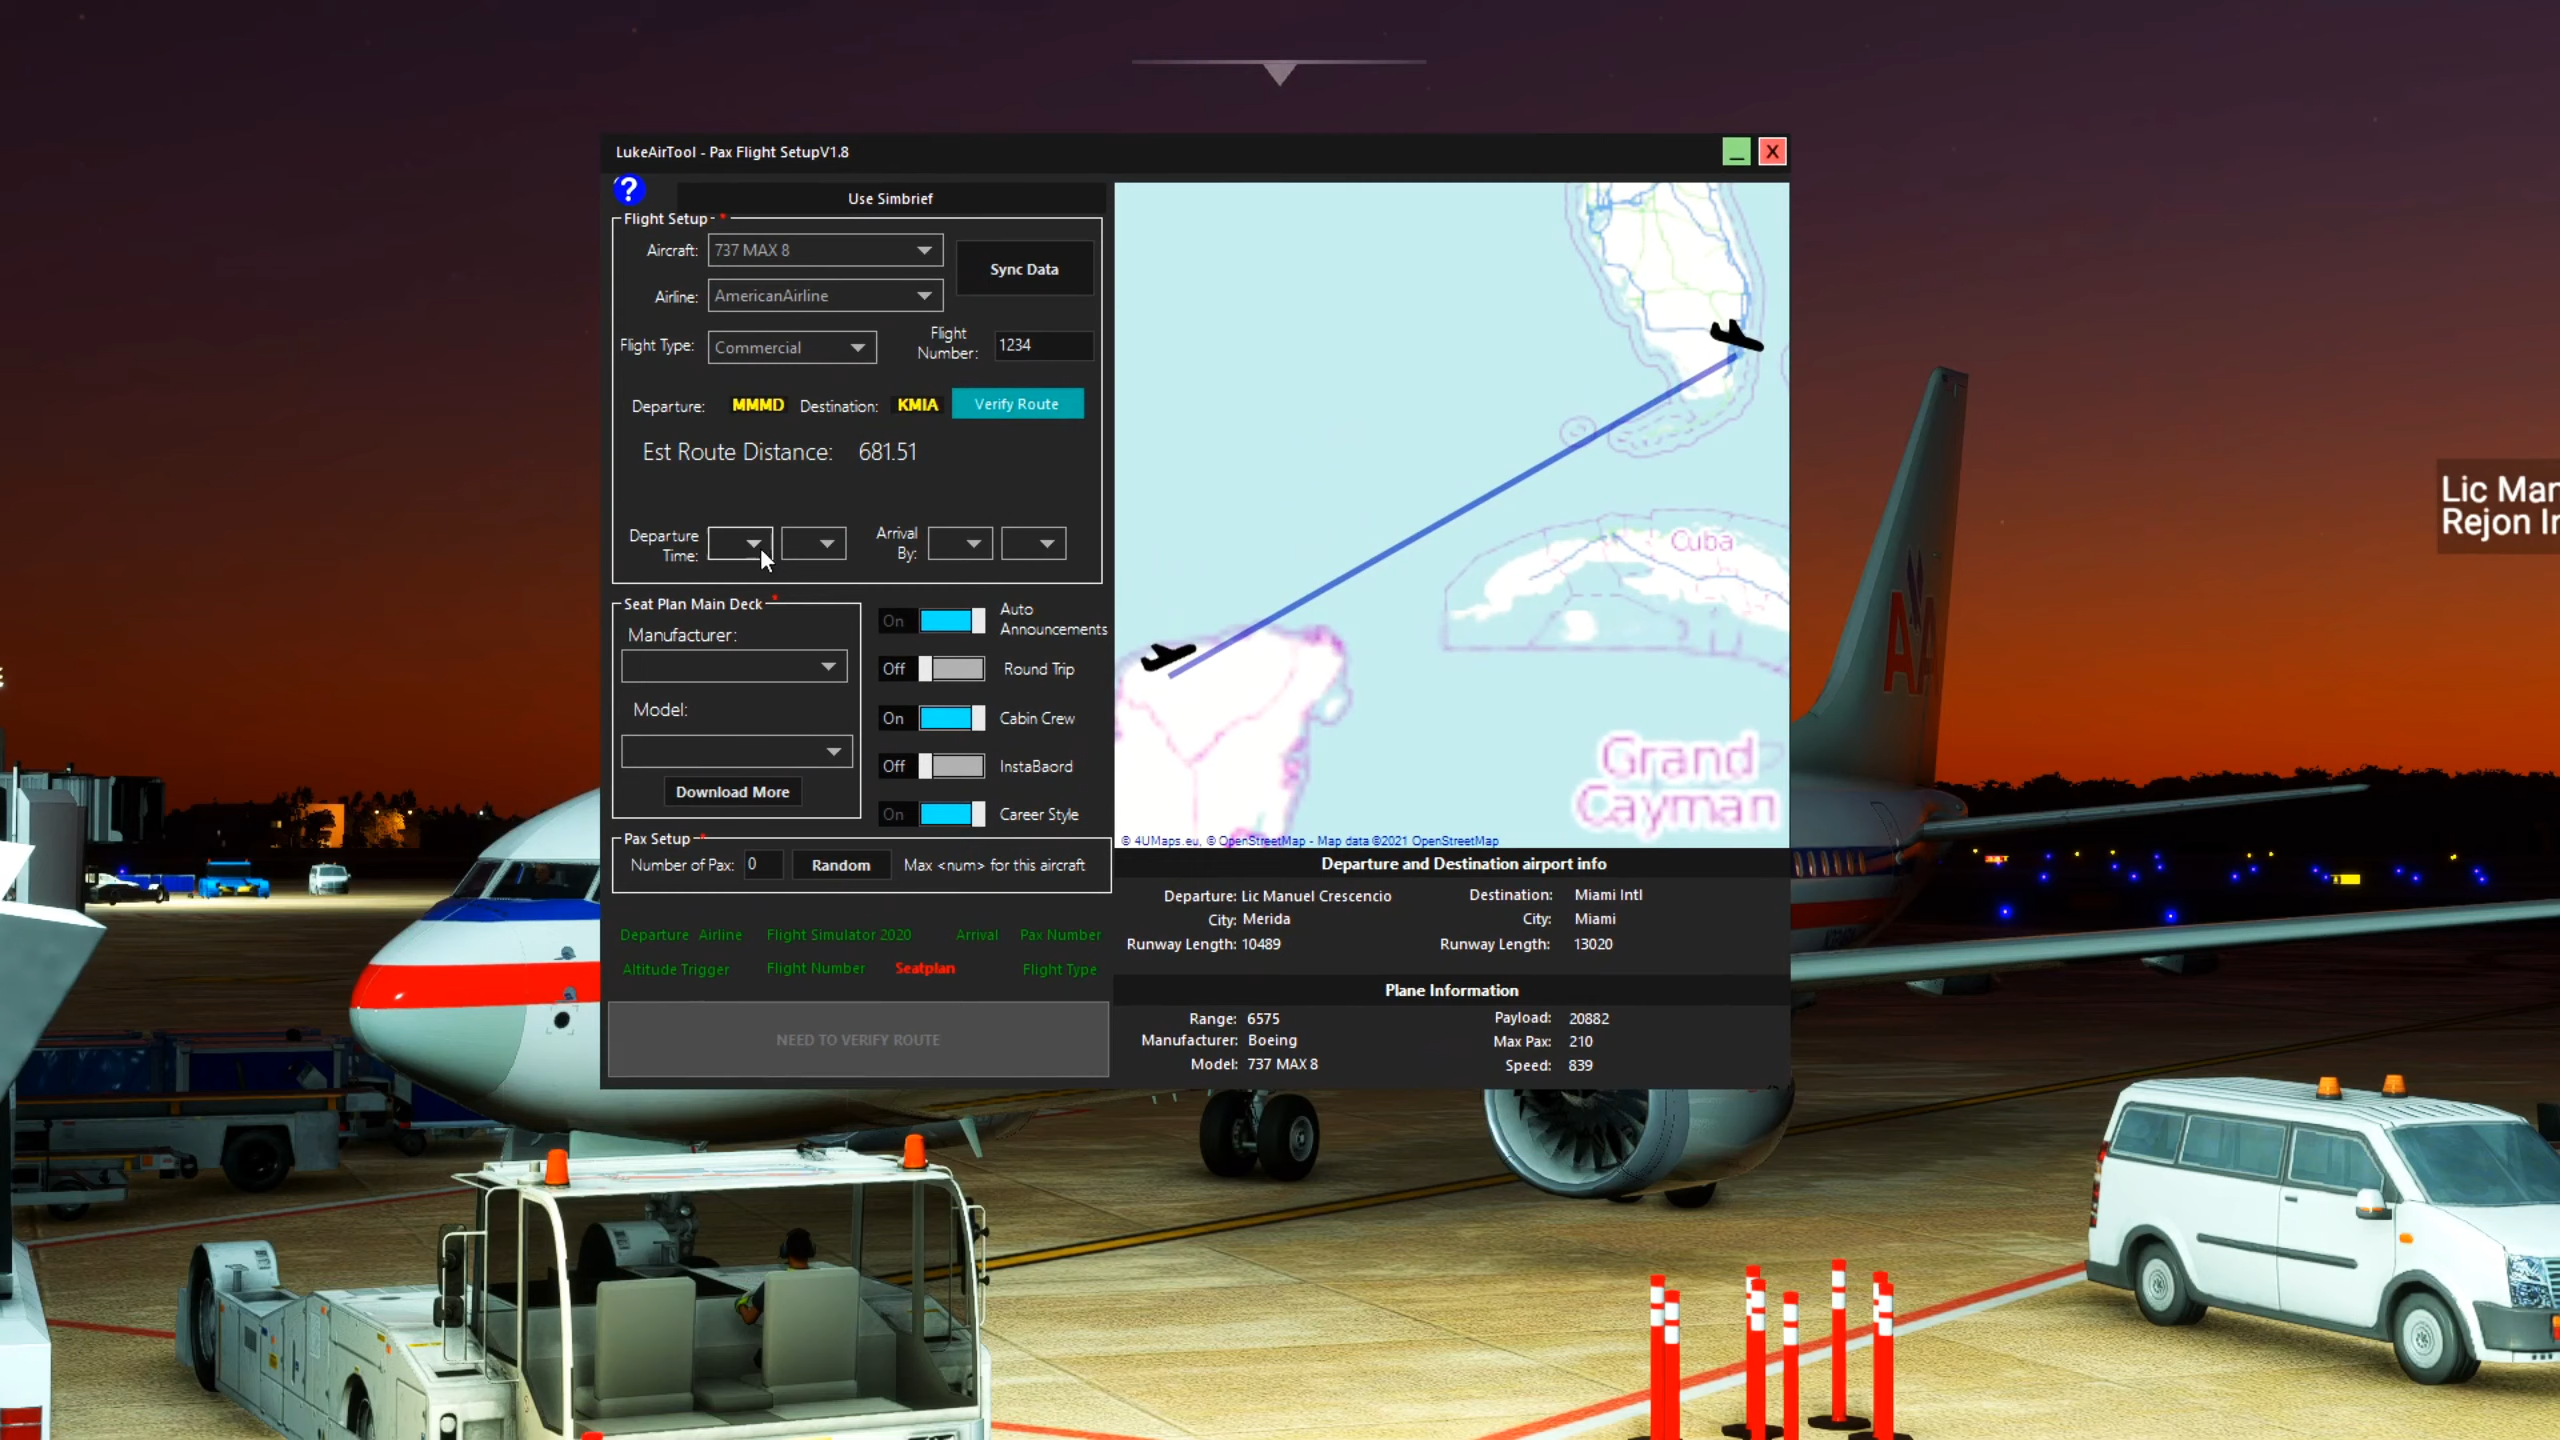 LukeAirTool - Pax Flight SetupV1.8
_ X
?
Use Simbrief
Flight Setup - *
Aircraft: 737 MAX 8
Sync Data
Airline: AmericanAirline
Flight Type: Commercial
Flight
Number: 1234
Departure: MMMD Destination: KMIA Verify Route
Est Route Distance: 681.51
Departure
Time:
Arrival
By:
Seat Plan Main Deck *
Manufacturer:
Model:
Download More
On Auto
Announcements
Off Round Trip
On Cabin Crew
Off InstaBaord
On Career Style
Pax Setup *
Number of Pax: 0 Random Max <num> for this aircraft
Departure Airline Flight Simulator 2020 Arrival Pax Number
Altitude Trigger Flight Number Seatplan Flight Type
NEED TO VERIFY ROUTE
Cuba
Grand
Cayman
© 4UMaps.eu, © OpenStreetMap - Map data ©2021 OpenStreetMap
Departure and Destination airport info
Departure: Lic Manuel Crescencio Destination: Miami Intl
City: Merida City: Miami
Runway Length: 10489 Runway Length: 13020
Plane Information
Range: 6575 Payload: 20882
Manufacturer: Boeing Max Pax: 210
Model: 737 MAX 8 Speed: 839
Lic Man
Rejon In
AA